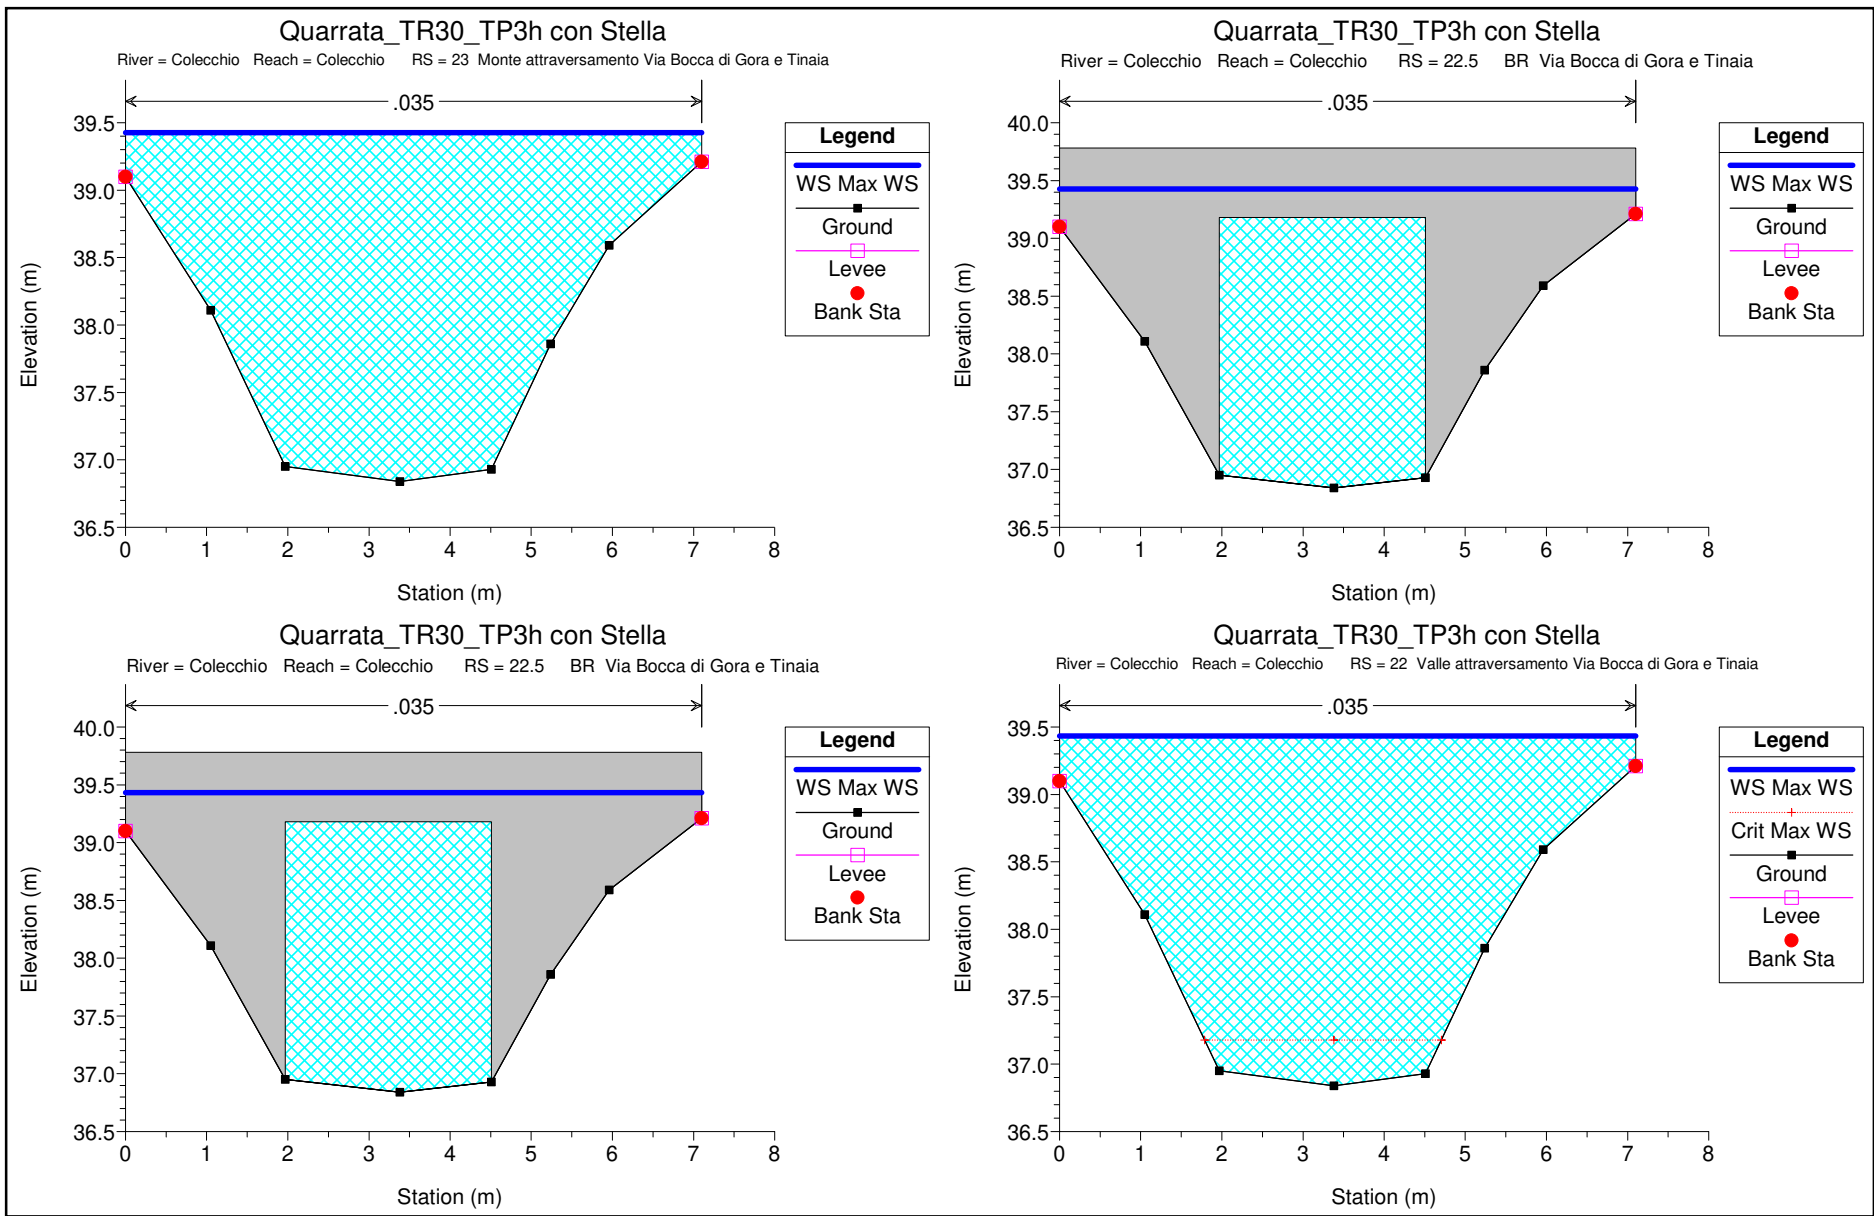 Quarrata_TR30_TP3h con Stella
River = Colecchio Reach = Colecchio RS = 23 Monte attraversamento Via Bocca di Gora e Tinaia
.035
39.5
39.0
38.5
38.0
37.5
37.0
36.5
Elevation (m)
0 1 2 3 4 5 6 7 8
Station (m)
Legend
WS Max WS
Ground
Levee
Bank Sta
Quarrata_TR30_TP3h con Stella
River = Colecchio Reach = Colecchio RS = 22.5 BR Via Bocca di Gora e Tinaia
.035
40.0
39.5
39.0
38.5
38.0
37.5
37.0
36.5
Elevation (m)
0 1 2 3 4 5 6 7 8
Station (m)
Legend
WS Max WS
Ground
Levee
Bank Sta
Quarrata_TR30_TP3h con Stella
River = Colecchio Reach = Colecchio RS = 22.5 BR Via Bocca di Gora e Tinaia
.035
40.0
39.5
39.0
38.5
38.0
37.5
37.0
36.5
Elevation (m)
0 1 2 3 4 5 6 7 8
Station (m)
Legend
WS Max WS
Ground
Levee
Bank Sta
Quarrata_TR30_TP3h con Stella
River = Colecchio Reach = Colecchio RS = 22 Valle attraversamento Via Bocca di Gora e Tinaia
.035
39.5
39.0
38.5
38.0
37.5
37.0
36.5
Elevation (m)
0 1 2 3 4 5 6 7 8
Station (m)
Legend
WS Max WS
Crit Max WS
Ground
Levee
Bank Sta